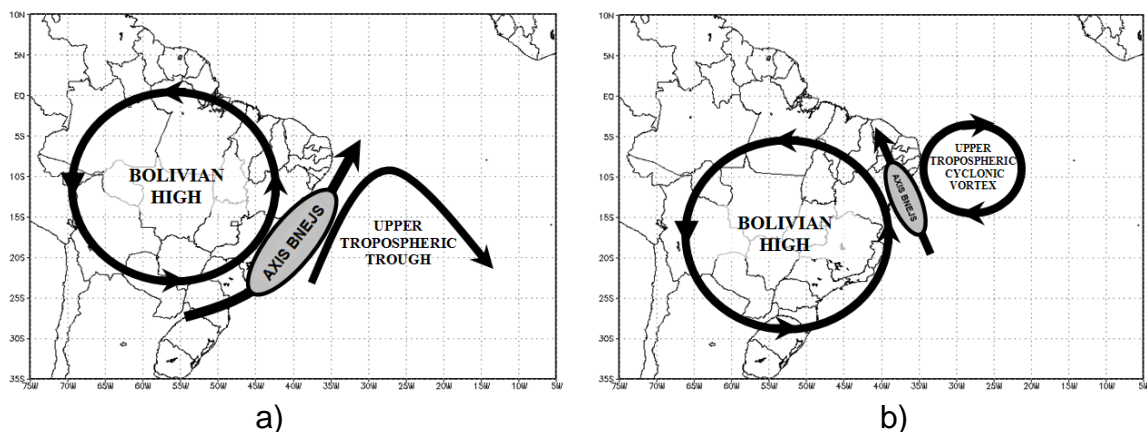 10N
5N
EQ
5S
10S
15S
20S
25S
30S
35S
75W 70W 65W 60W 55W 50W 45W 40W 35W 30W 25W 20W 15W 10W 5W
BOLIVIAN
HIGH
AXIS BNEJS
UPPER
TROPOSPHERIC
TROUGH
a)
10N
5N
EQ
5S
10S
15S
20S
25S
30S
35S
75W 70W 65W 60W 55W 50W 45W 40W 35W 30W 25W 20W 15W 10W 5W
BOLIVIAN
HIGH
AXIS BNEJS
UPPER
TROPOSPHERIC
CYCLONIC
VORTEX
b)